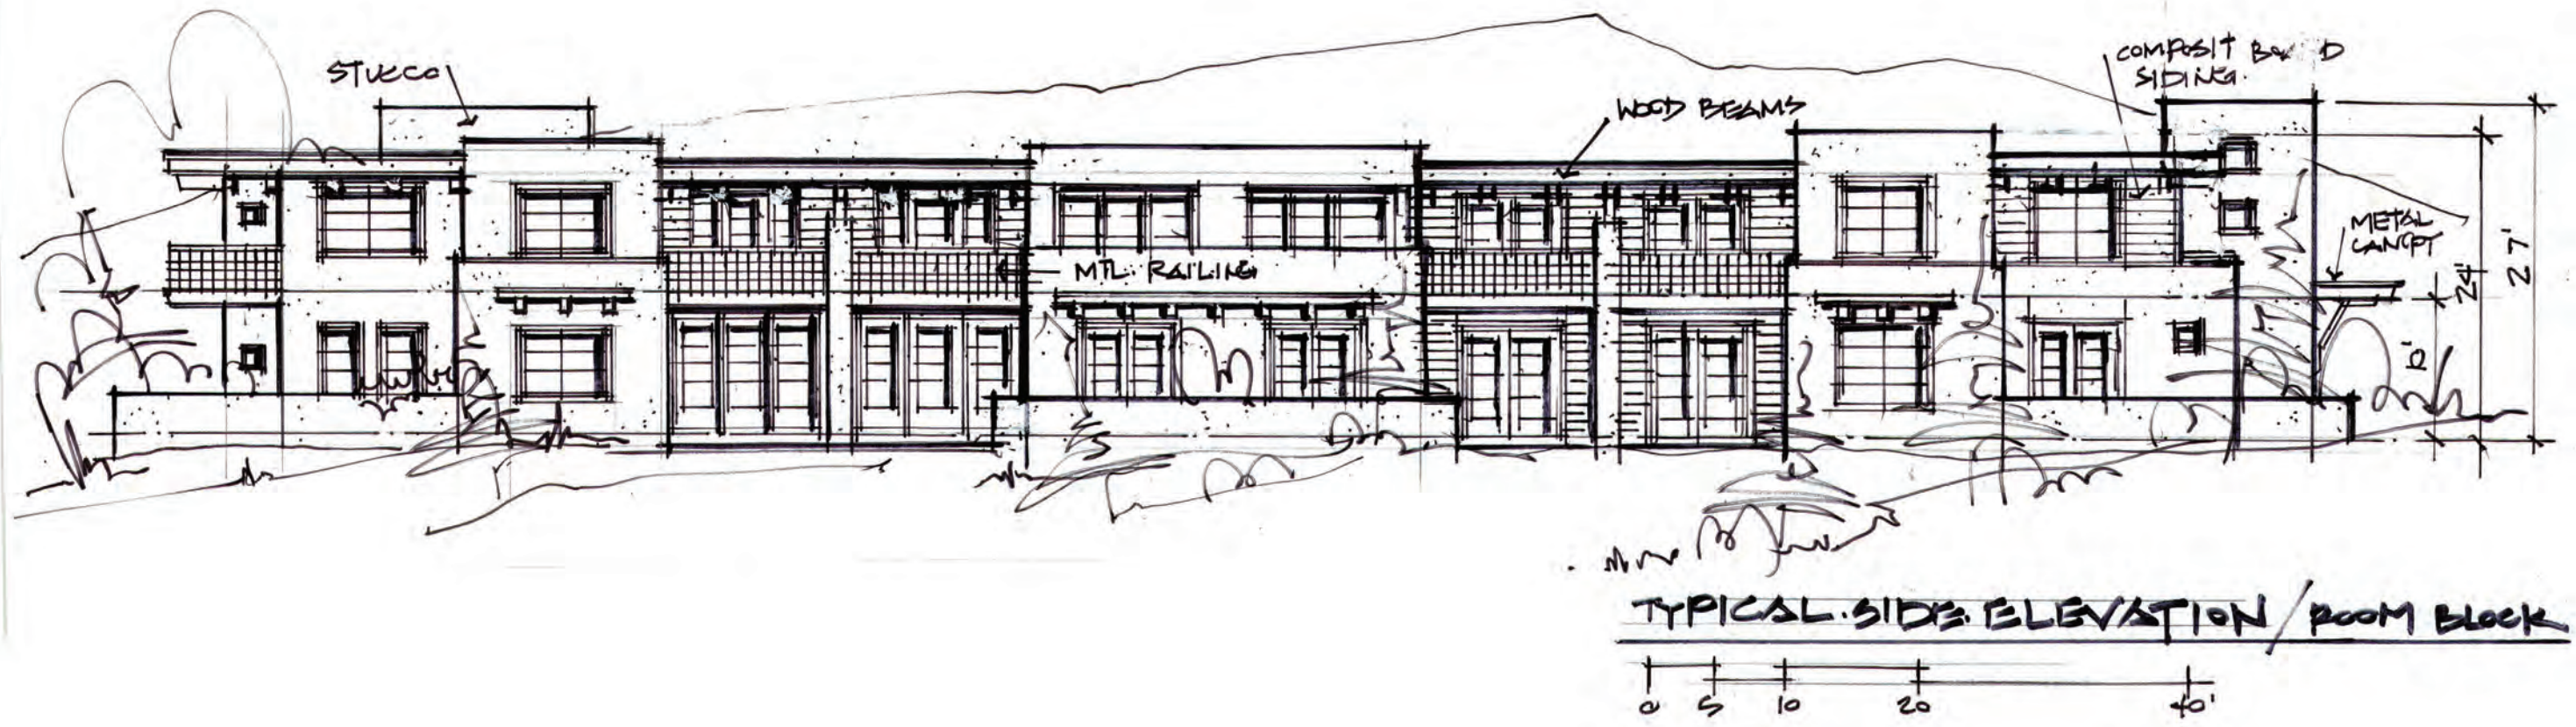 STUCCO
COMPOSIT BOARD
SIDING.
WOOD BEAMS
METAL
CANOPY
MTL. RAILING
10'
24'
27'
TYPICAL. SIDE. ELEVATION / ROOM BLOCK
0 5 10 20 40'